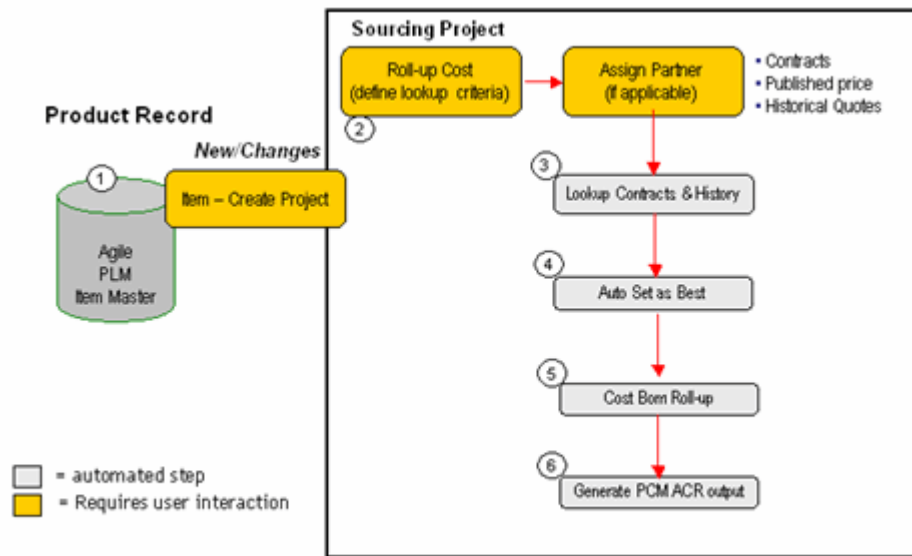 Sourcing Project
Roll-up Cost
(define lookup criteria)
2
Assign Partner
(if applicable)
• Contracts
• Published price
• Historical Quotes
Product Record
New/Changes
1
Item – Create Project
Agile
PLM
Item Master
3
Lookup Contracts & History
4
Auto Set as Best
5
Cost Bom Roll-up
6
Generate PCM ACR output
= automated step
= Requires user interaction